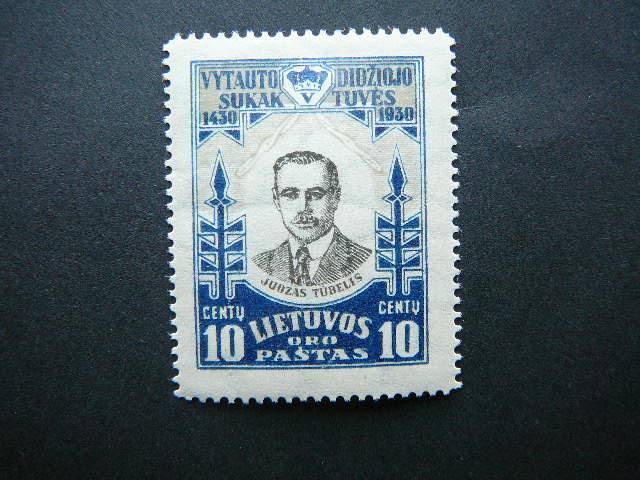 VYTAUTO DIDŽIOJO
V
SUKAK TUVĖS
1430 1930
JUOZAS TŪBELIS
CENTŲ LIETUVOS CENTŲ
10 ORO 10
PAŠTAS